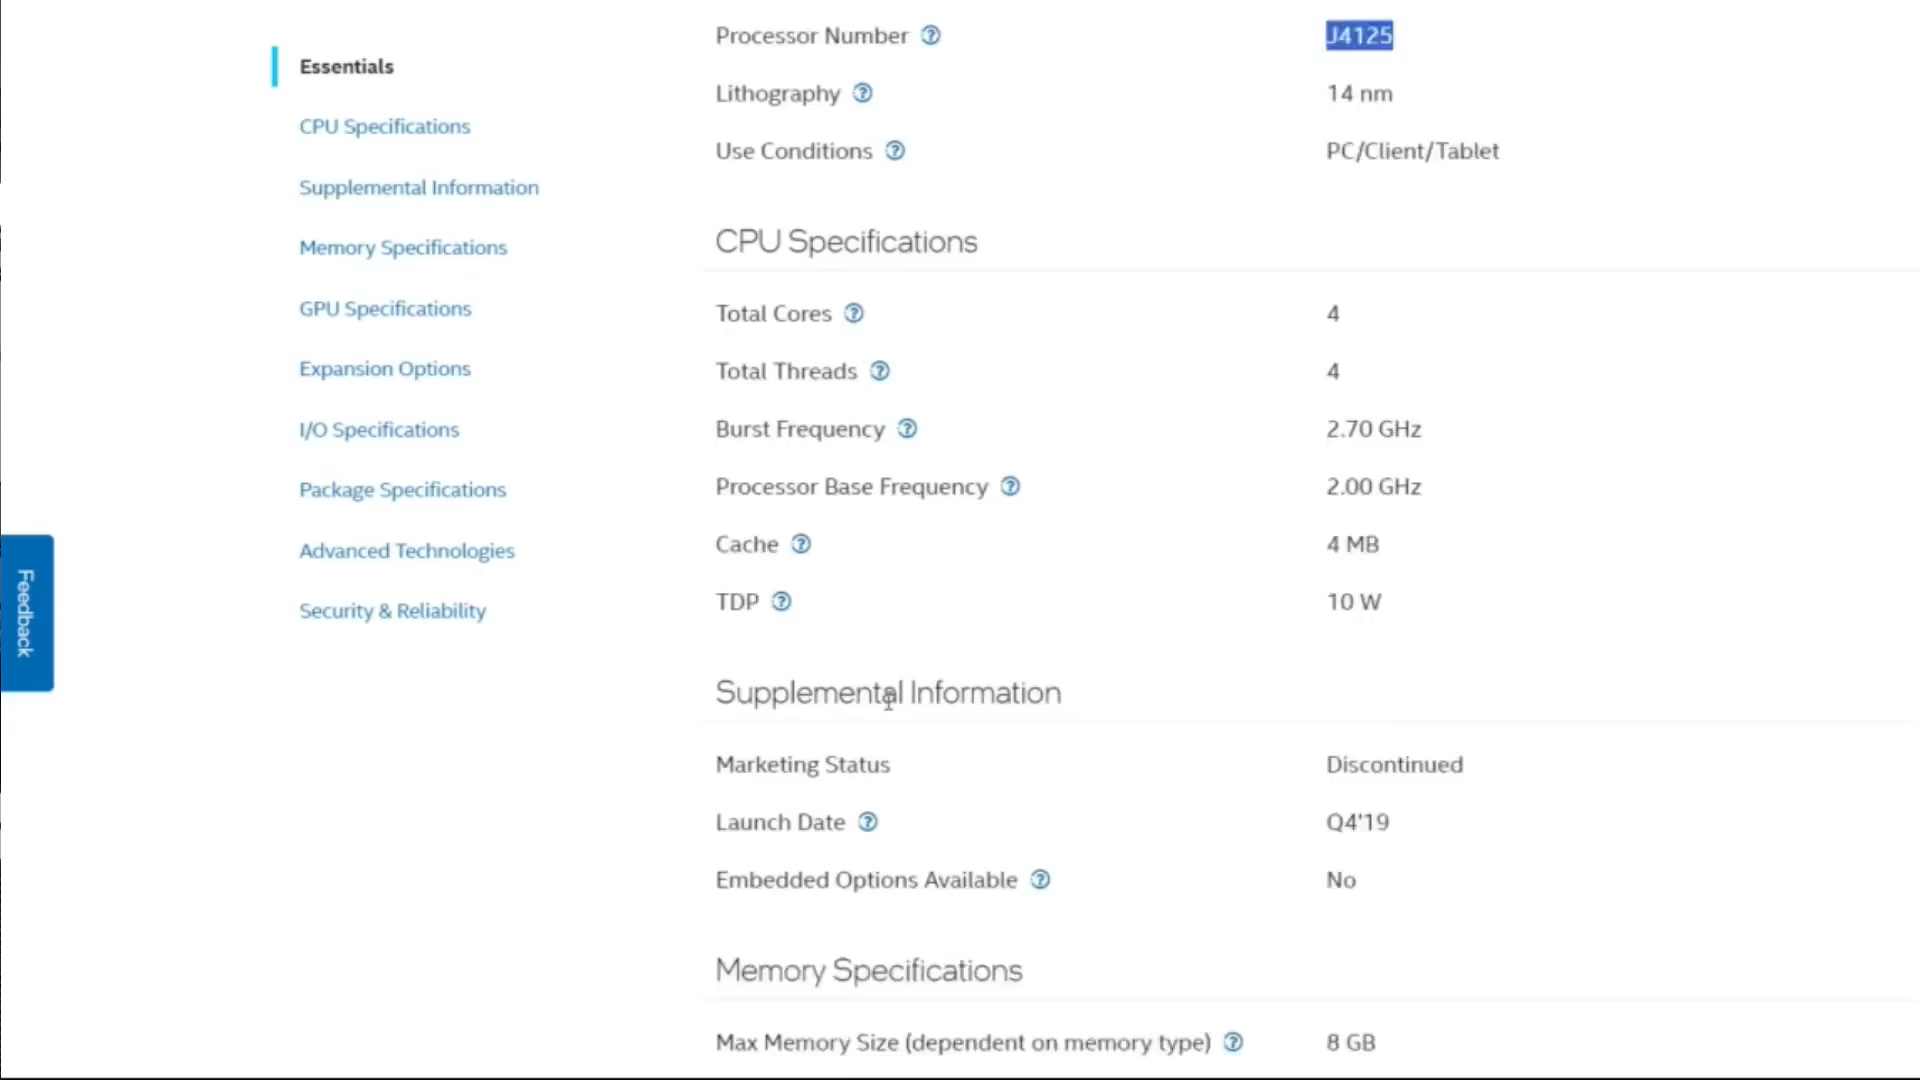 Essentials
CPU Specifications
Supplemental Information
Memory Specifications
GPU Specifications
Expansion Options
I/O Specifications
Package Specifications
Advanced Technologies
Security & Reliability
Feedback
Processor Number ? J4125
Lithography ? 14 nm
Use Conditions ? PC/Client/Tablet
CPU Specifications
Total Cores ? 4
Total Threads ? 4
Burst Frequency ? 2.70 GHz
Processor Base Frequency ? 2.00 GHz
Cache ? 4 MB
TDP ? 10 W
Supplemental Information
Marketing Status Discontinued
Launch Date ? Q4'19
Embedded Options Available ? No
Memory Specifications
Max Memory Size (dependent on memory type) ? 8 GB